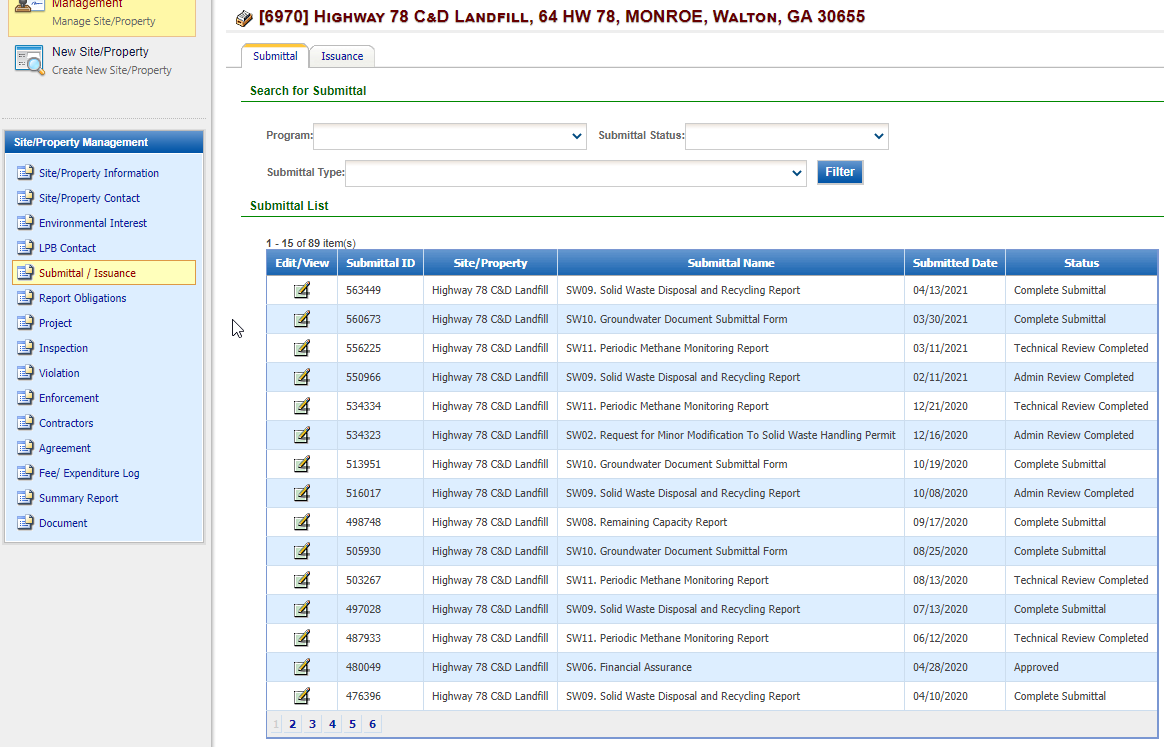 Management
Manage Site/Property
New Site/Property
Create New Site/Property
Site/Property Management
Site/Property Information
Site/Property Contact
Environmental Interest
LPB Contact
Submittal / Issuance
Report Obligations
Project
Inspection
Violation
Enforcement
Contractors
Agreement
Fee/ Expenditure Log
Summary Report
Document
[6970] Highway 78 C&D Landfill, 64 HW 78, MONROE, Walton, GA 30655
Submittal Issuance
Search for Submittal
Program: Submittal Status:
Submittal Type: Filter
Submittal List
1 - 15 of 89 item(s)
Edit/View Submittal ID Site/Property Submittal Name Submitted Date Status
563449 Highway 78 C&D Landfill SW09. Solid Waste Disposal and Recycling Report 04/13/2021 Complete Submittal
560673 Highway 78 C&D Landfill SW10. Groundwater Document Submittal Form 03/30/2021 Complete Submittal
556225 Highway 78 C&D Landfill SW11. Periodic Methane Monitoring Report 03/11/2021 Technical Review Completed
550966 Highway 78 C&D Landfill SW09. Solid Waste Disposal and Recycling Report 02/11/2021 Admin Review Completed
534334 Highway 78 C&D Landfill SW11. Periodic Methane Monitoring Report 12/21/2020 Technical Review Completed
534323 Highway 78 C&D Landfill SW02. Request for Minor Modification To Solid Waste Handling Permit 12/16/2020 Admin Review Completed
513951 Highway 78 C&D Landfill SW10. Groundwater Document Submittal Form 10/19/2020 Complete Submittal
516017 Highway 78 C&D Landfill SW09. Solid Waste Disposal and Recycling Report 10/08/2020 Admin Review Completed
498748 Highway 78 C&D Landfill SW08. Remaining Capacity Report 09/17/2020 Complete Submittal
505930 Highway 78 C&D Landfill SW10. Groundwater Document Submittal Form 08/25/2020 Complete Submittal
503267 Highway 78 C&D Landfill SW11. Periodic Methane Monitoring Report 08/13/2020 Technical Review Completed
497028 Highway 78 C&D Landfill SW09. Solid Waste Disposal and Recycling Report 07/13/2020 Complete Submittal
487933 Highway 78 C&D Landfill SW11. Periodic Methane Monitoring Report 06/12/2020 Technical Review Completed
480049 Highway 78 C&D Landfill SW06. Financial Assurance 04/28/2020 Approved
476396 Highway 78 C&D Landfill SW09. Solid Waste Disposal and Recycling Report 04/10/2020 Complete Submittal
1 2 3 4 5 6